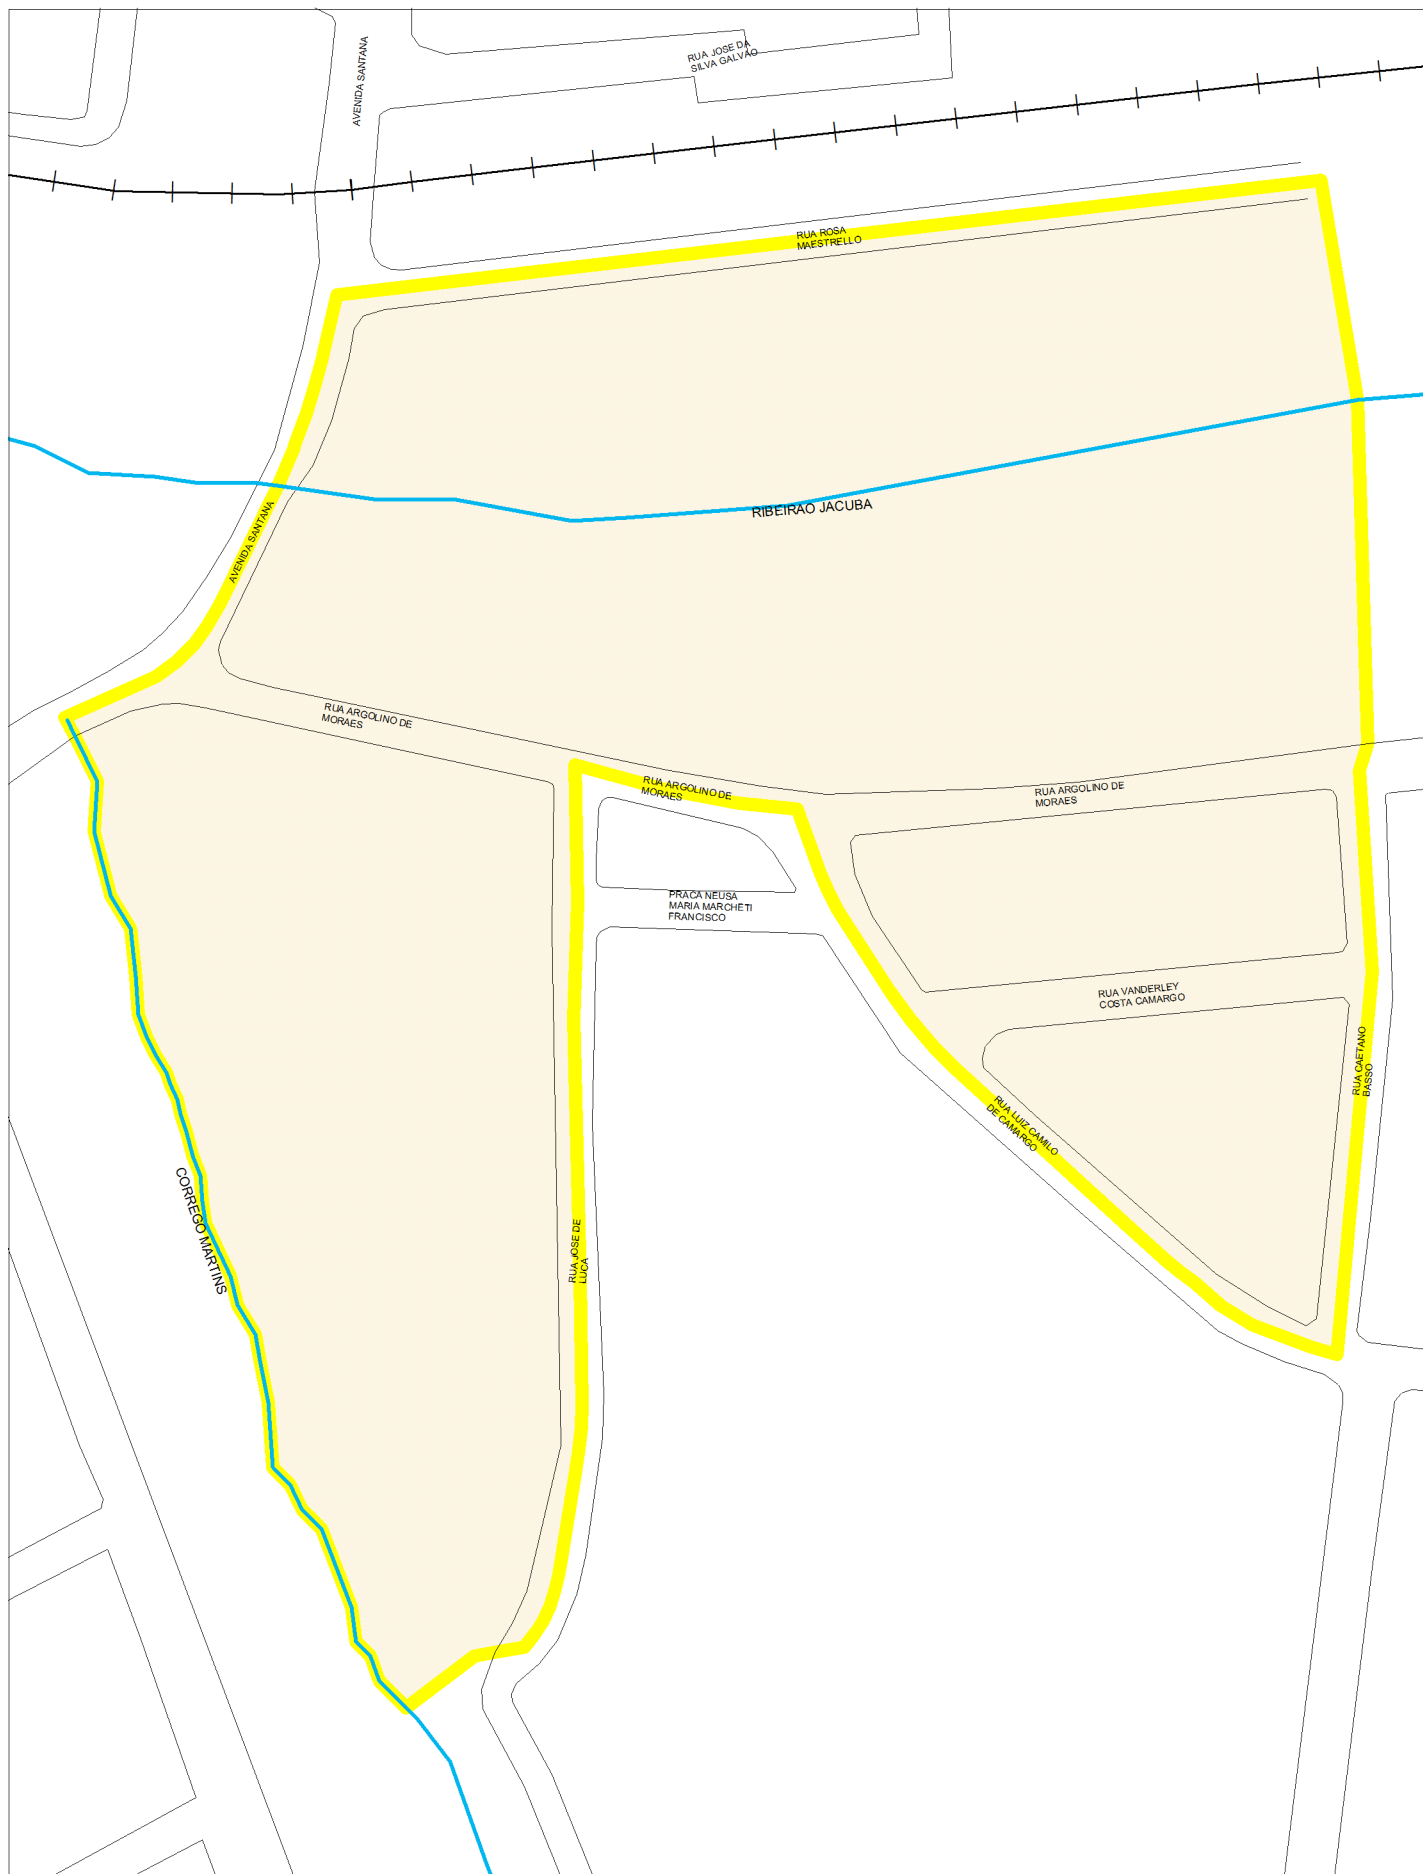 AVENIDA SANTANA
RUA JOSE DA
SILVA GALVÃO
RUA ROSA
MAESTRELLO
AVENIDA SANTANA
RIBEIRAO JACUBA
RUA ARGOLINO DE
MORAES
RUA ARGOLINO DE
MORAES
RUA ARGOLINO DE
MORAES
PRACA NEUSA
MARIA MARCHETI
FRANCISCO
RUA VANDERLEY
COSTA CAMARGO
RUA CAETANO
BASSO
RUA LUIZ CAMILO
DE CAMARGO
CORREGO MARTINS
RUA JOSE DE
LUCA